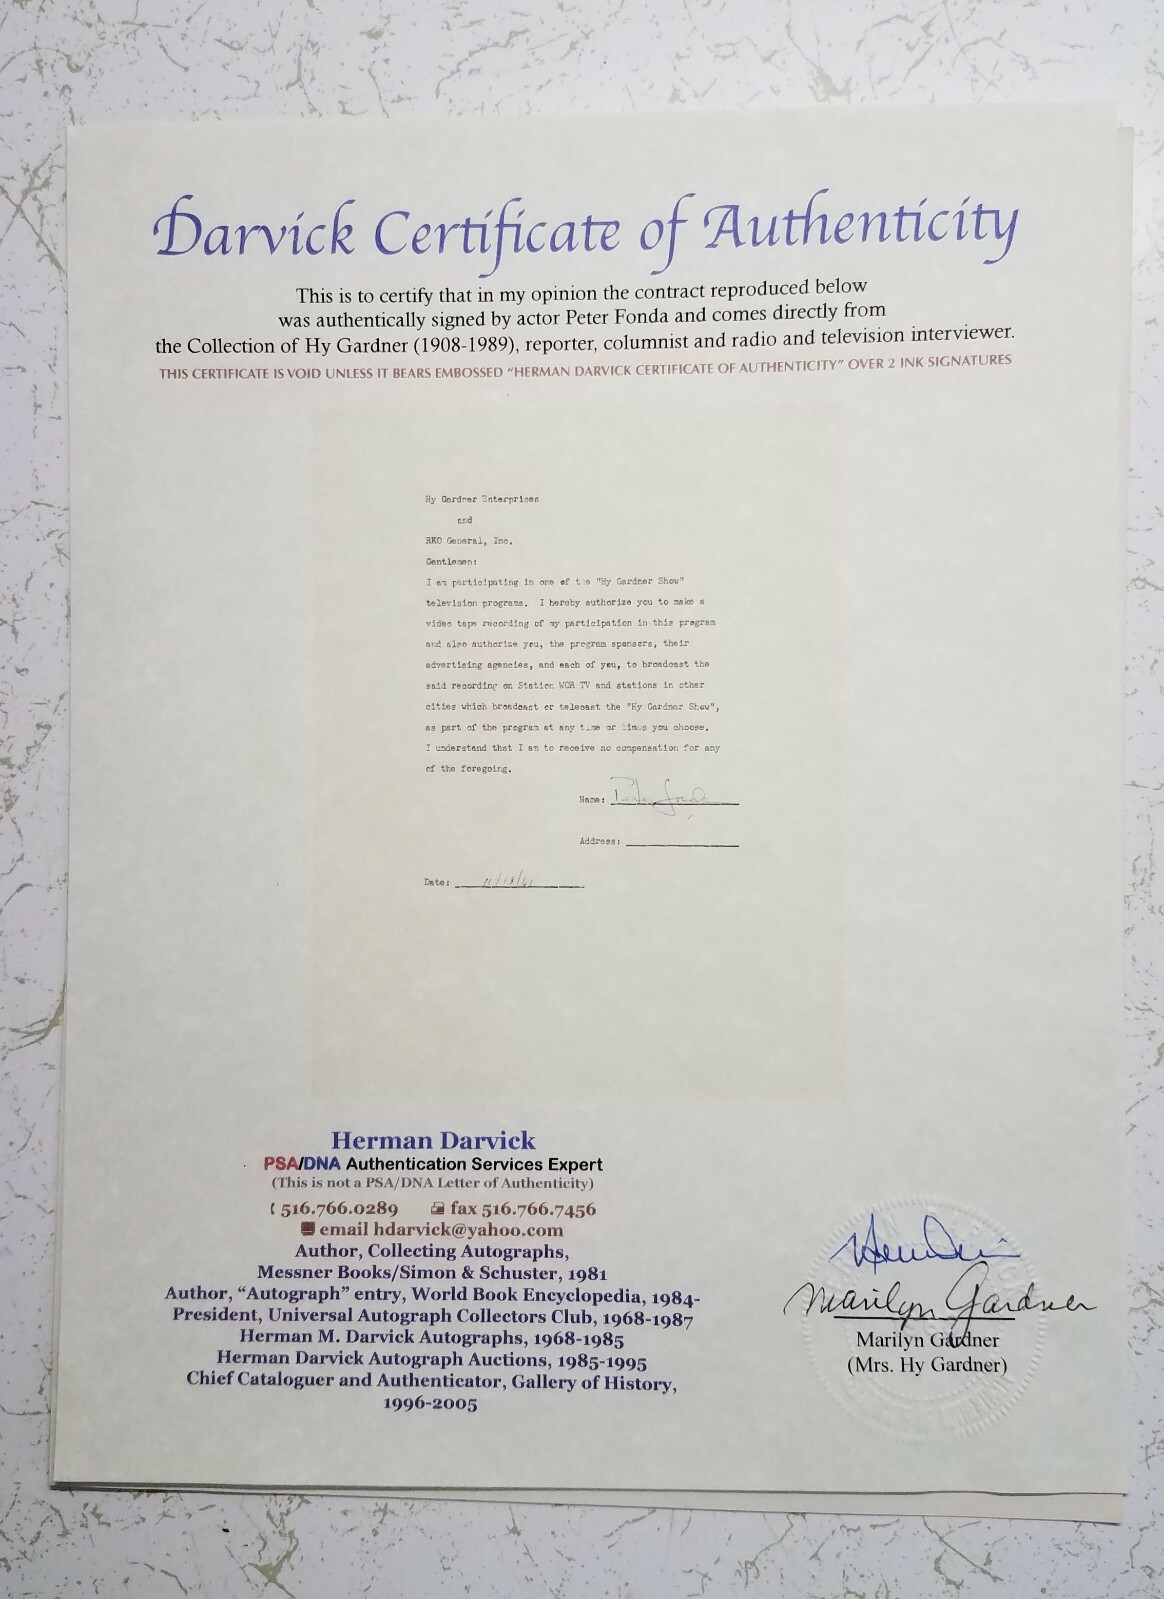 Darvick Certificate of Authenticity
This is to certify that in my opinion the contract reproduced below
was authentically signed by actor Peter Fonda and comes directly from
the Collection of Hy Gardner (1908-1989), reporter, columnist and radio and television interviewer.
THIS CERTIFICATE IS VOID UNLESS IT BEARS EMBOSSED "HERMAN DARVICK CERTIFICATE OF AUTHENTICITY" OVER 2 INK SIGNATURES
Hy Gardner Enterprises
and
RKO General, Inc.
Gentlemen:
I am participating in one of the "Hy Gardner Show"
television programs. I hereby authorize you to make a
video tape recording of my participation in this program
and also authorize you, the program sponsors, their
advertising agencies, and each of you, to broadcast the
said recording on Station WOR TV and stations in other
cities which broadcast or telecast the "Hy Gardner Show",
as part of the program at any time or times you choose.
I understand that I am to receive no compensation for any
of the foregoing.
Name: Peter Fonda
Address:
Date:
Herman Darvick
PSA/DNA Authentication Services Expert
(This is not a PSA/DNA Letter of Authenticity)
516.766.0289 fax 516.766.7456
email hdarvick@yahoo.com
Author, Collecting Autographs,
Messner Books/Simon & Schuster, 1981
Author, "Autograph" entry, World Book Encyclopedia, 1984-
President, Universal Autograph Collectors Club, 1968-1987
Herman M. Darvick Autographs, 1968-1985
Herman Darvick Autograph Auctions, 1985-1995
Chief Cataloguer and Authenticator, Gallery of History,
1996-2005
Marilyn Gardner
Marilyn Gardner
(Mrs. Hy Gardner)